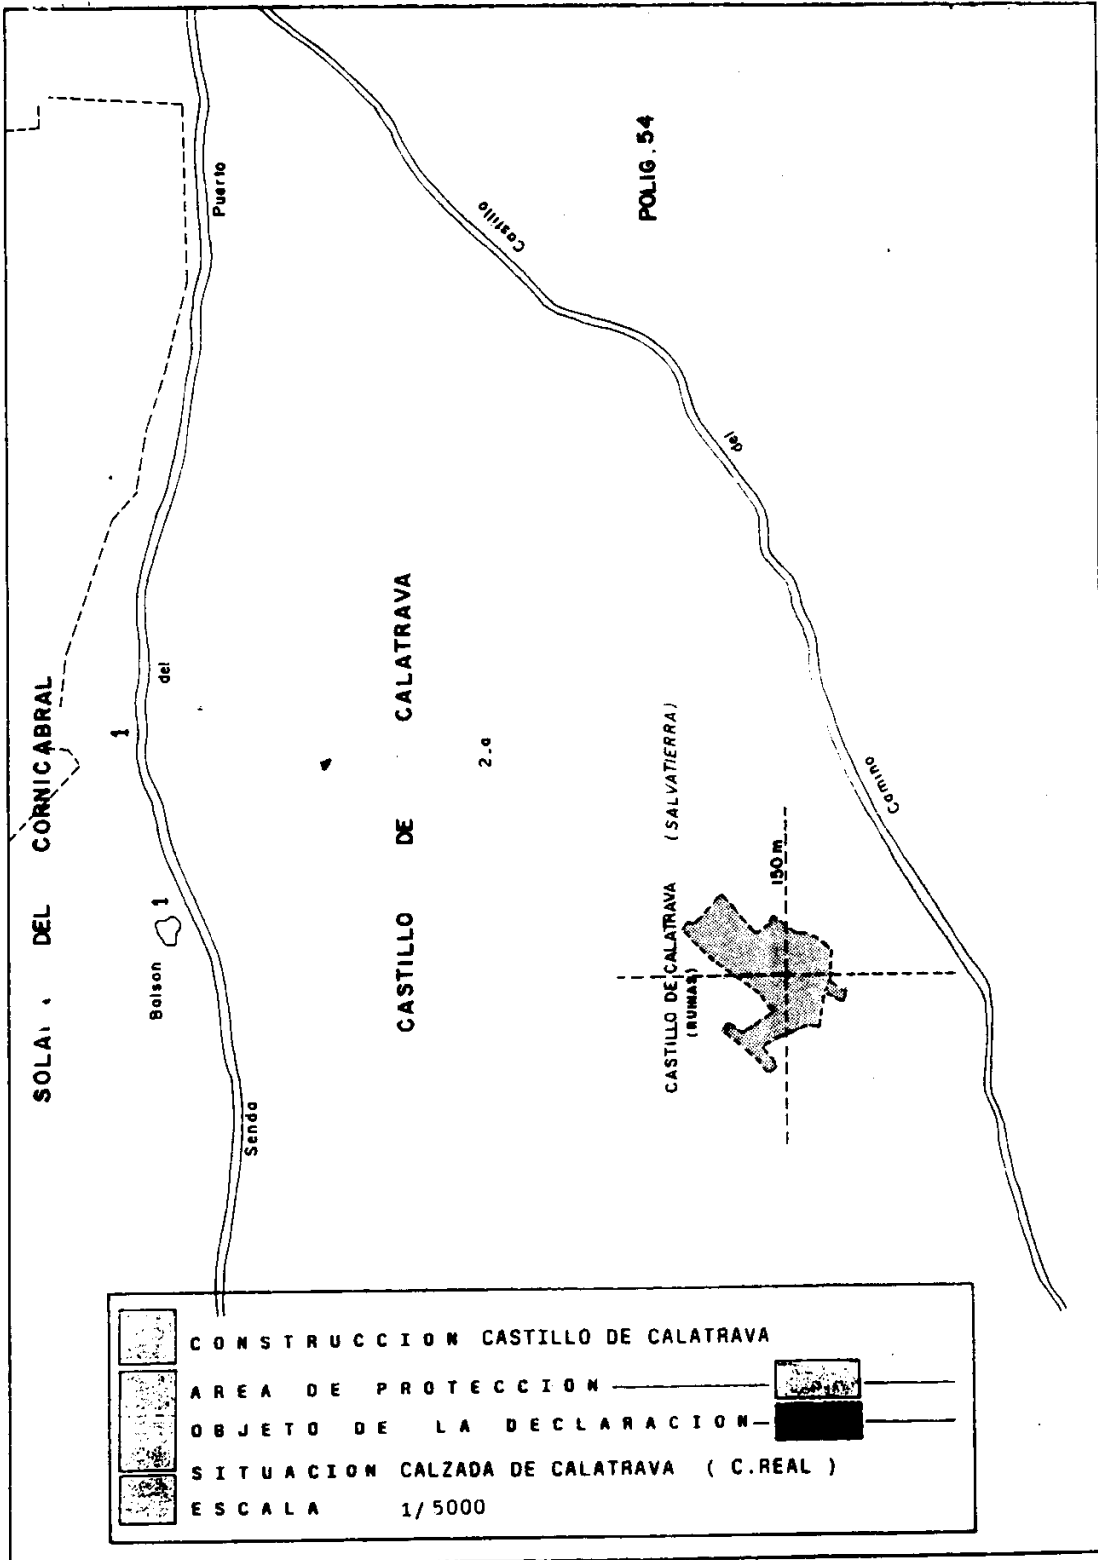 SOLA DEL CORNICABRAL
1
Balson 1
Senda del Puerto
CASTILLO DE CALATRAVA
2.a
CASTILLO DE CALATRAVA (SALVATIERRA)
(RUINAS)
150 m
Camino del Castillo
POLIG. 54
CONSTRUCCION CASTILLO DE CALATRAVA
AREA DE PROTECCION
OBJETO DE LA DECLARACION
SITUACION CALZADA DE CALATRAVA ( C.REAL )
ESCALA 1/5000